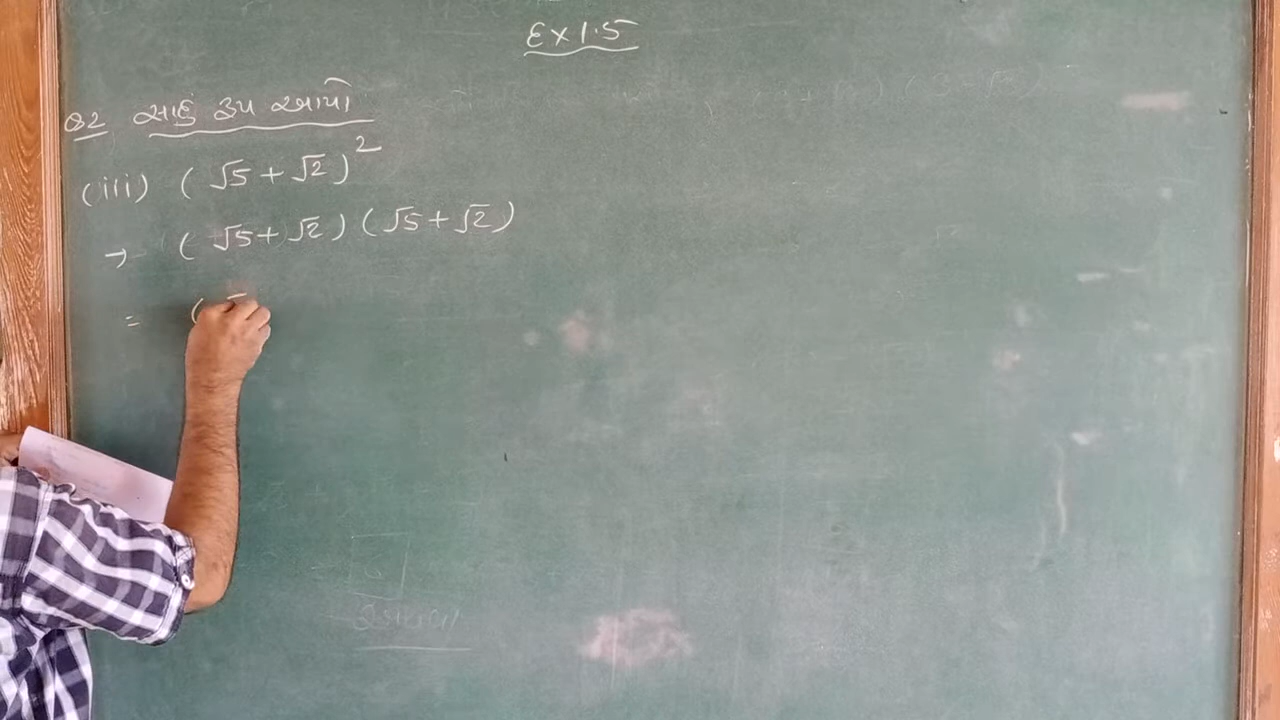 Ex 1.5
Q2 સાદું રૂપ આપો
(iii) (√5 + √2)²
→ (√5 + √2) (√5 + √2)
= (